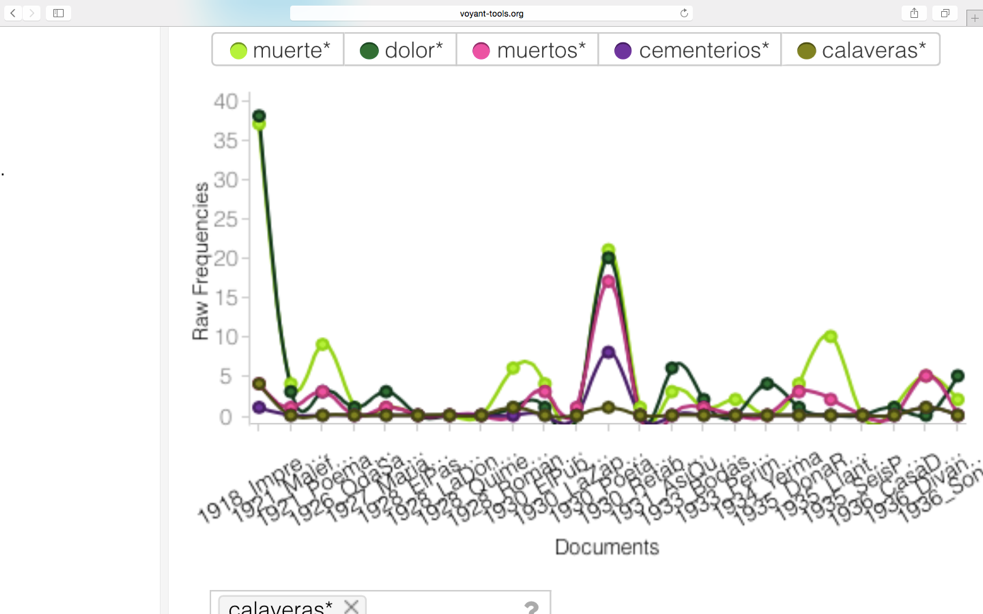 voyant-tools.org
muerte* dolor* muertos* cementerios* calaveras*
40
35
30
25
20
15
10
5
0
Raw Frequencies
1918_Impre...
1921_Malef...
1921_Poema...
1926_OdaSa...
1927_Maria...
1928_ElPas...
1928_LaDon...
1928_Quime...
1928_Roman...
1930_ElPub...
1930_LaZap...
1930_Poeta...
1930_Retab...
1931_AsiQu...
1933_Bodas...
1933_Perim...
1934_Yerma
1935_DonaR...
1935_Llant...
1935_SeisP...
1936_CasaD...
1936_Divan...
1936_Son
Documents
calaveras* ✕ ?